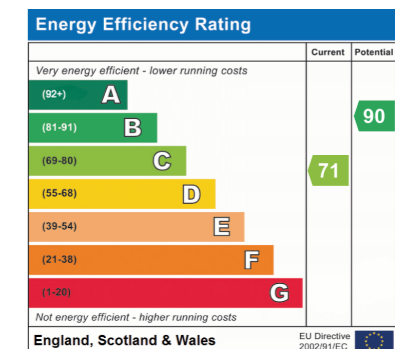 Energy Efficiency Rating
Current Potential
Very energy efficient - lower running costs
(92+) A
(81-91) B
90
(69-80) C
71
(55-68) D
(39-54) E
(21-38) F
(1-20) G
Not energy efficient - higher running costs
England, Scotland & Wales
EU Directive
2002/91/EC